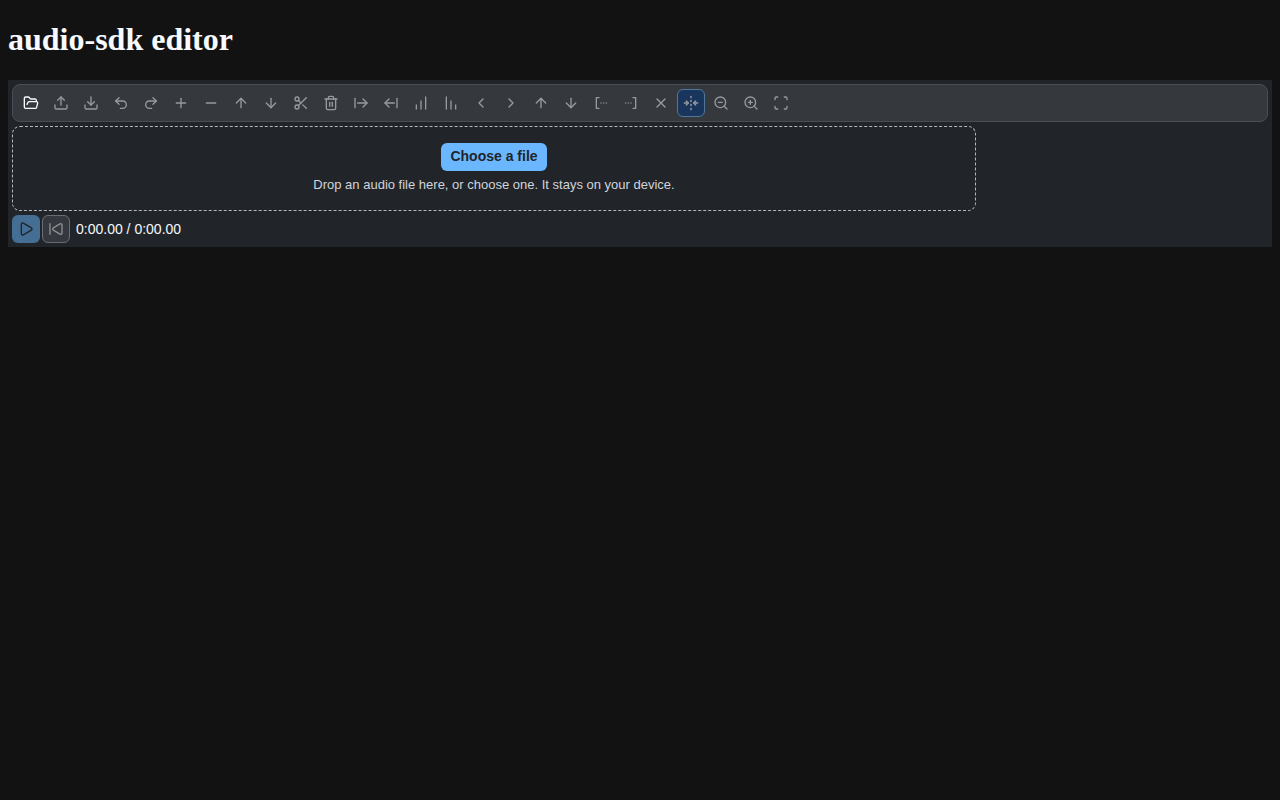 audio-sdk editor
Choose a file
Drop an audio file here, or choose one. It stays on your device.
0:00.00 / 0:00.00